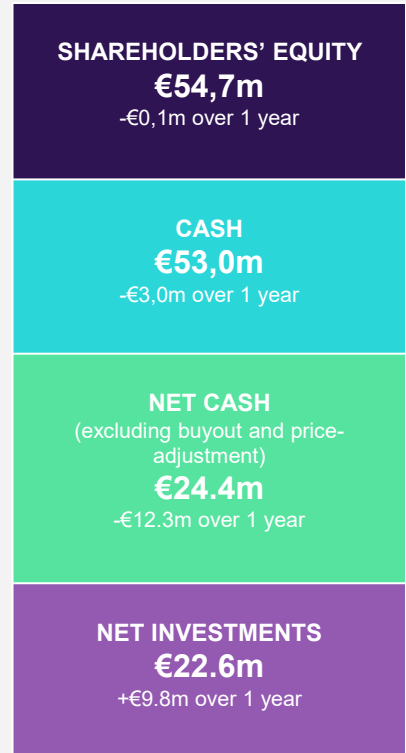 SHAREHOLDERS’ EQUITY
€54,7m
-€0,1m over 1 year
CASH
€53,0m
-€3,0m over 1 year
NET CASH
(excluding buyout and price-
adjustment)
€24.4m
-€12.3m over 1 year
NET INVESTMENTS
€22.6m
+€9.8m over 1 year